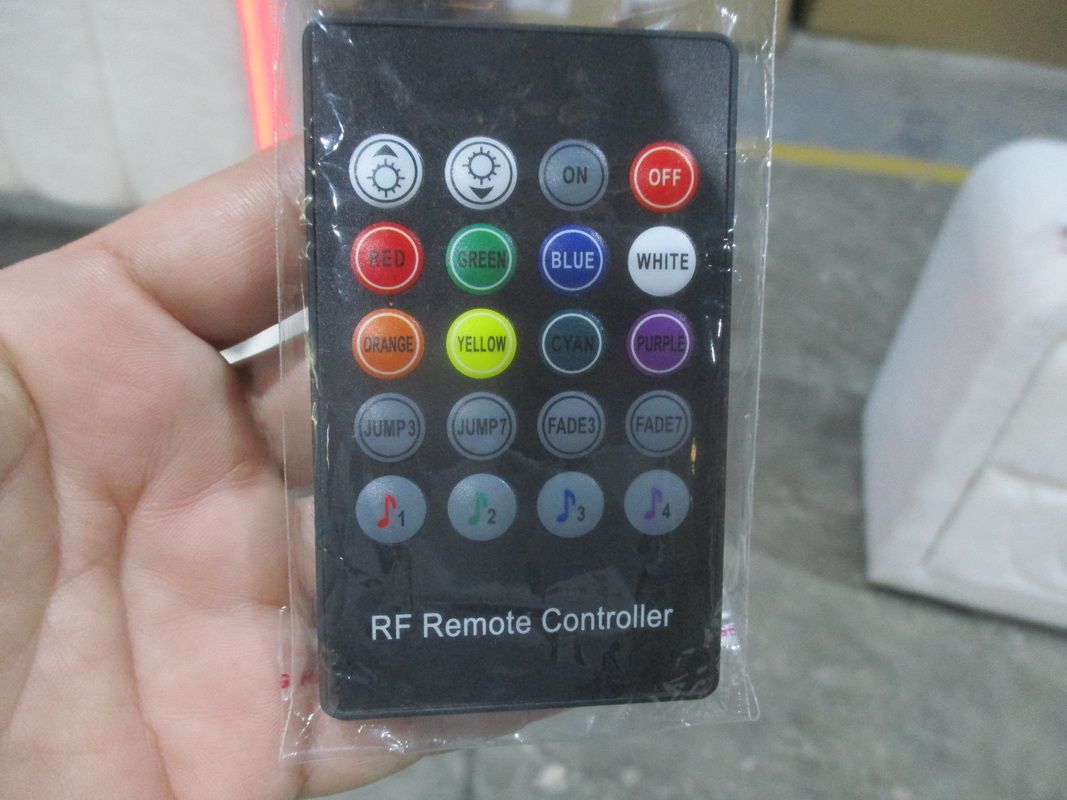 ON OFF
RED GREEN BLUE WHITE
ORANGE YELLOW CYAN PURPLE
JUMP3 JUMP7 FADE3 FADE7
1 2 3 4
RF Remote Controller